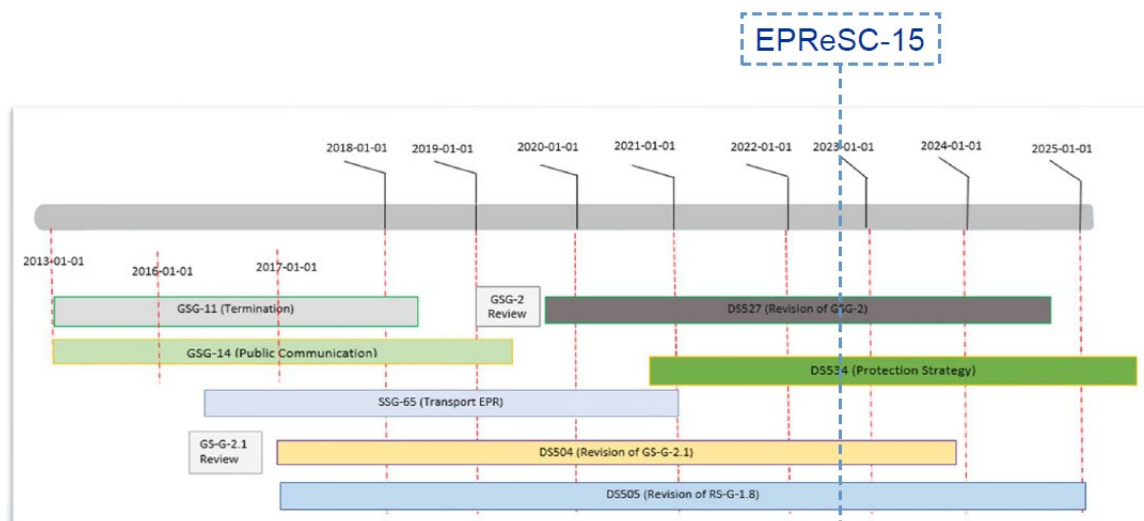 EPReSC-15
2018-01-01
2019-01-01
2020-01-01
2021-01-01
2022-01-01
2023-01-01
2024-01-01
2025-01-01
2013-01-01
2016-01-01
2017-01-01
GSG-11 (Termination)
GSG-2
Review
DS527 (Revision of GSG-2)
GSG-14 (Public Communication)
DS534 (Protection Strategy)
SSG-65 (Transport EPR)
GS-G-2.1
Review
DS504 (Revision of GS-G-2.1)
DS505 (Revision of RS-G-1.8)